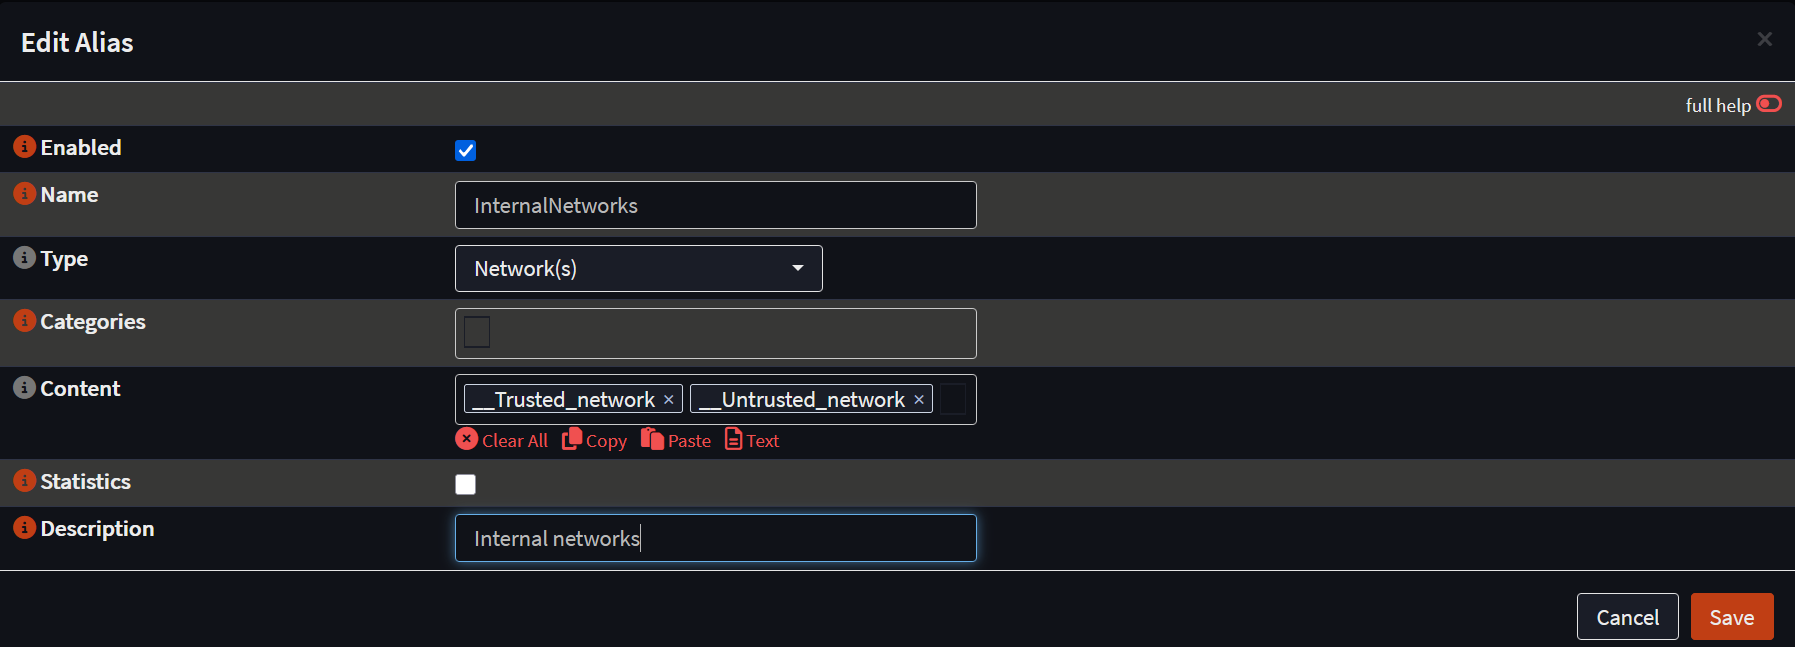 Edit Alias
full help
Enabled
Name
InternalNetworks
Type
Network(s)
Categories
Content
__Trusted_network × __Untrusted_network ×
Clear All Copy Paste Text
Statistics
Description
Internal networks
Cancel Save